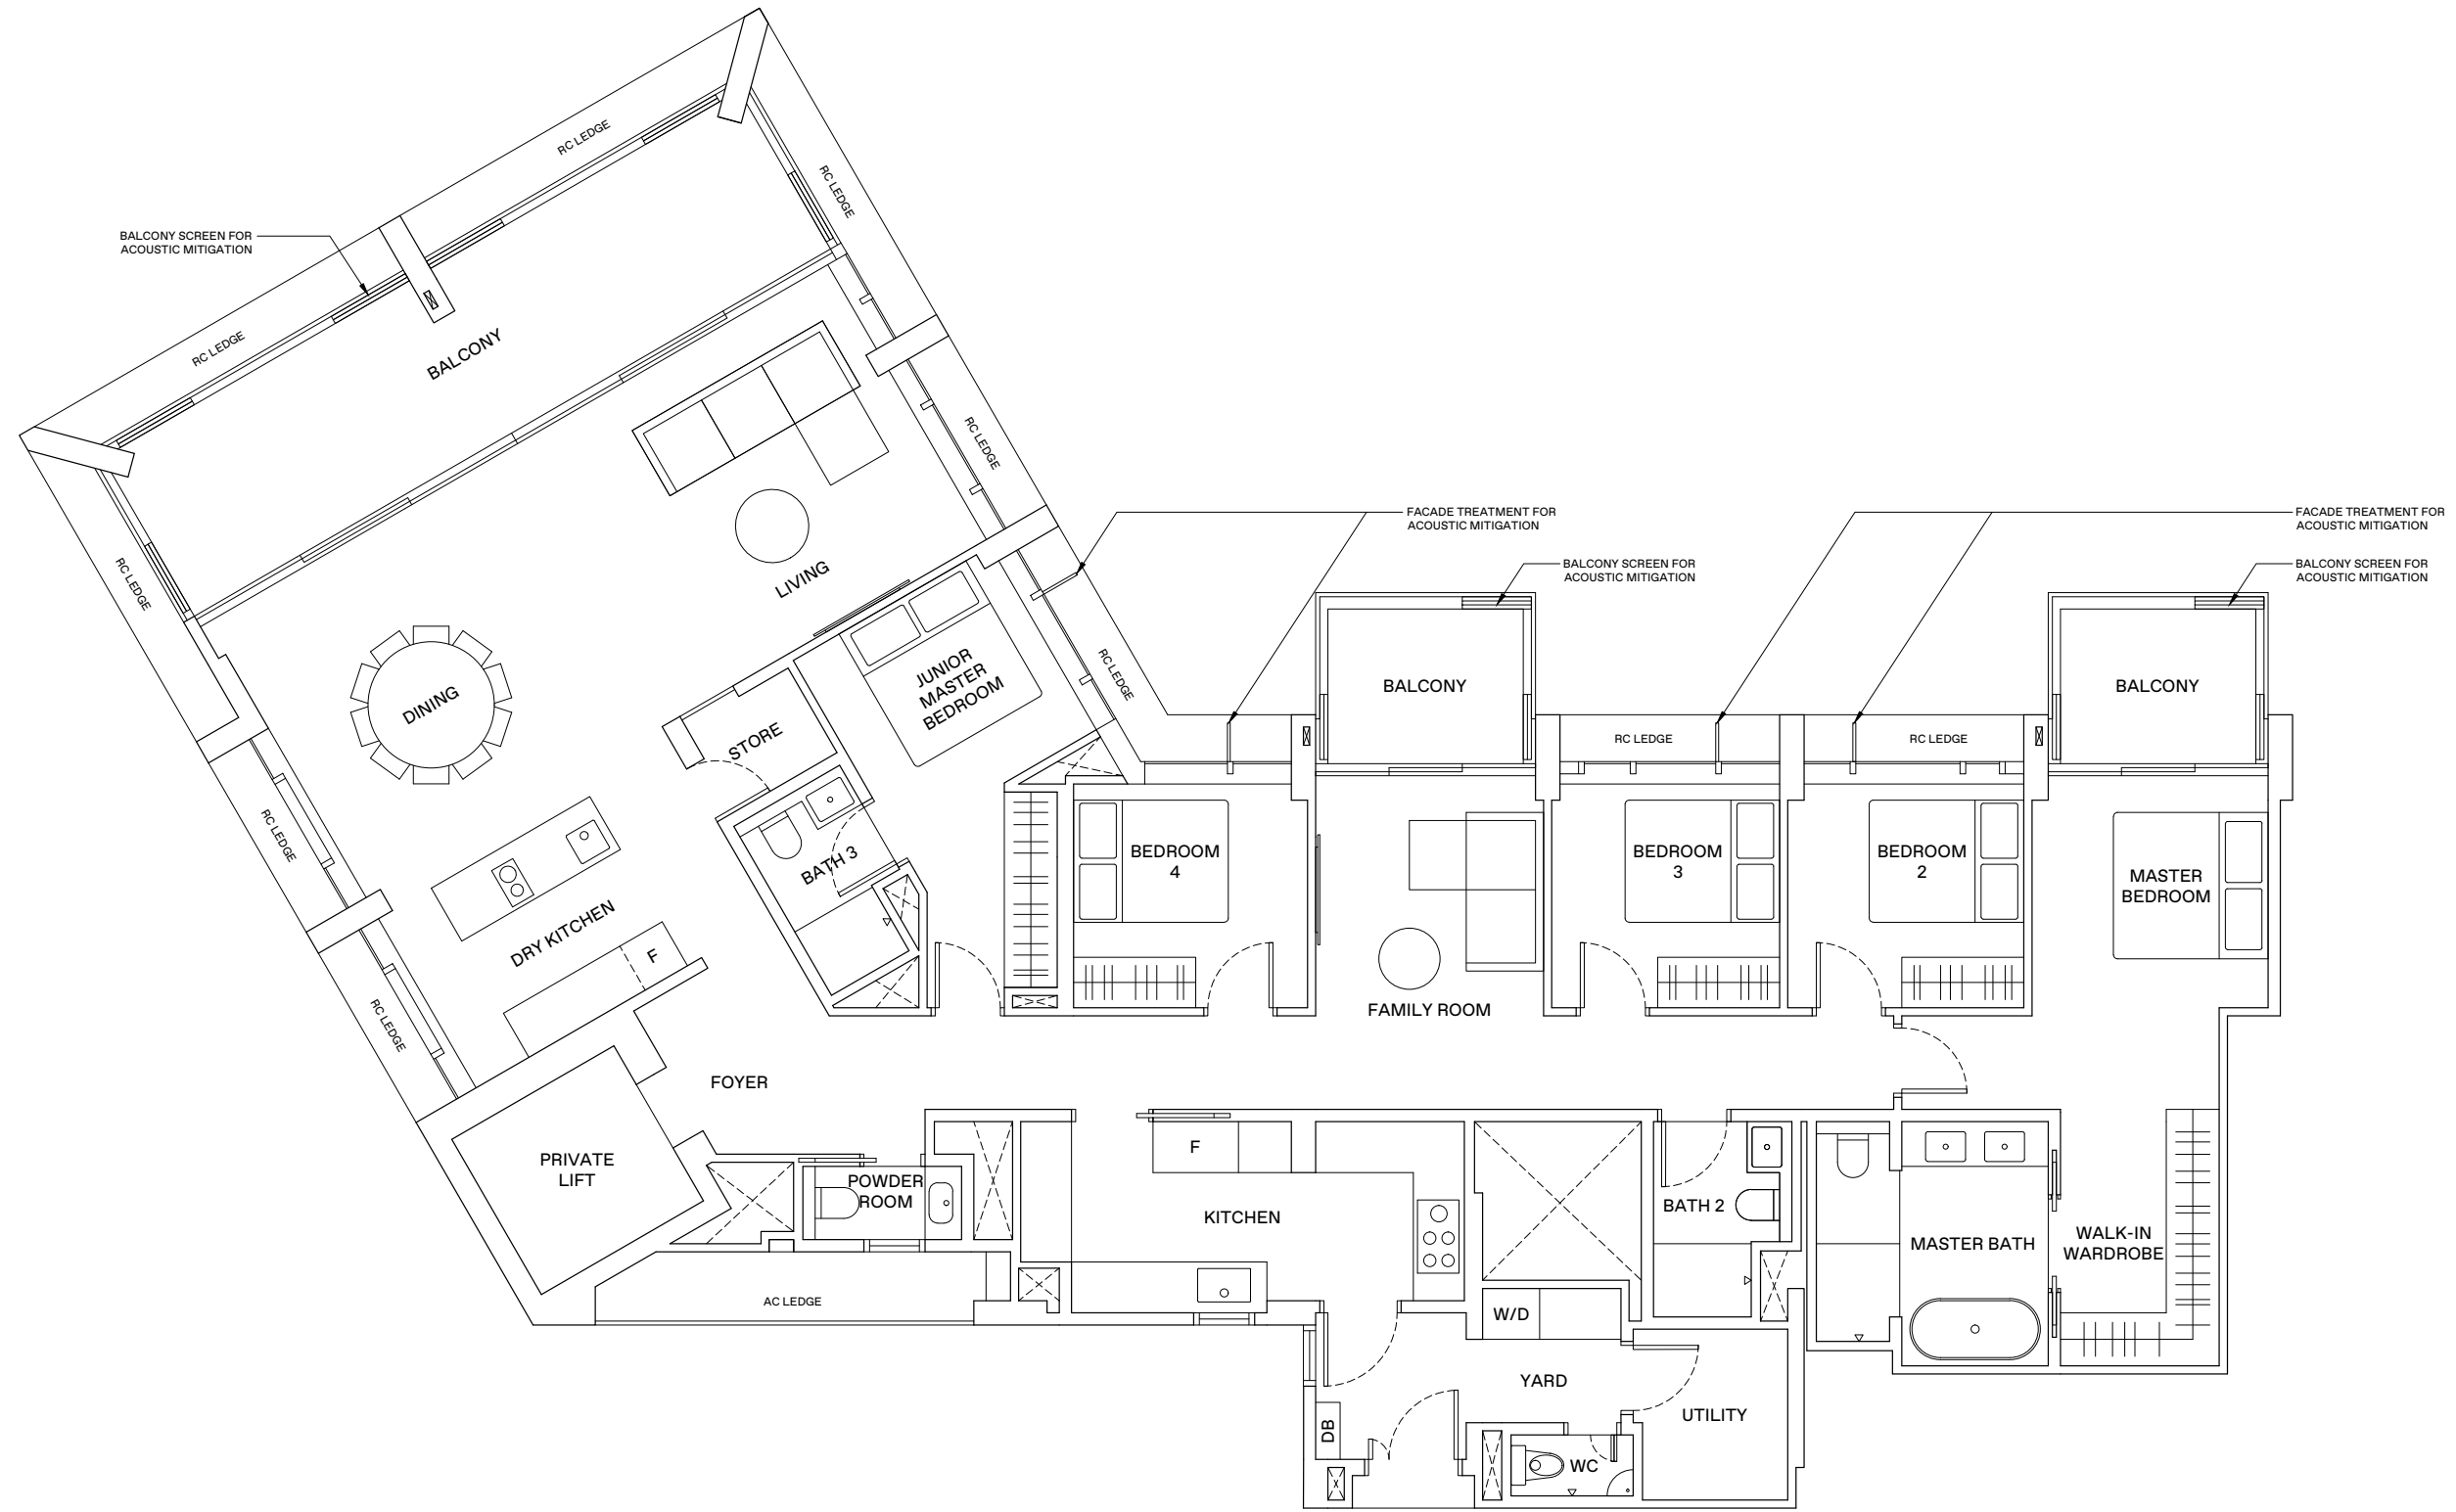 RC LEDGE
RC LEDGE
BALCONY SCREEN FOR
ACOUSTIC MITIGATION
RC LEDGE
BALCONY
RC LEDGE
RC LEDGE
FACADE TREATMENT FOR
ACOUSTIC MITIGATION
FACADE TREATMENT FOR
ACOUSTIC MITIGATION
BALCONY SCREEN FOR
ACOUSTIC MITIGATION
BALCONY SCREEN FOR
ACOUSTIC MITIGATION
RC LEDGE
LIVING
JUNIOR
MASTER
BEDROOM
RC LEDGE
BALCONY
BALCONY
DINING
STORE
RC LEDGE
RC LEDGE
RC LEDGE
BATH 3
BEDROOM
4
BEDROOM
3
BEDROOM
2
MASTER
BEDROOM
DRY KITCHEN
F
RC LEDGE
FAMILY ROOM
FOYER
PRIVATE
LIFT
POWDER
ROOM
F
KITCHEN
BATH 2
MASTER BATH
WALK-IN
WARDROBE
AC LEDGE
W/D
YARD
UTILITY
DB
WC